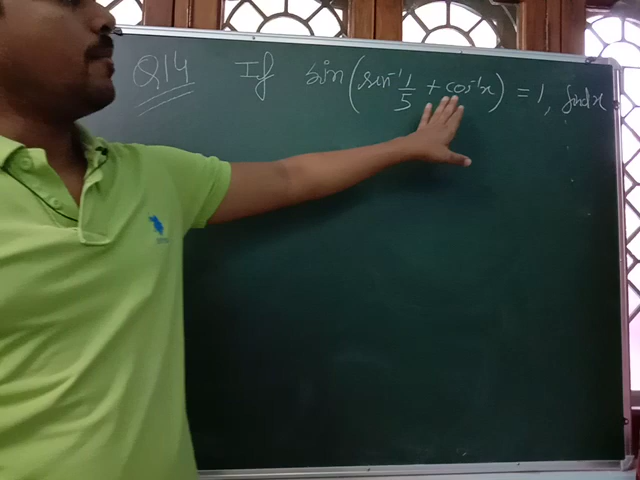 Q14 If sin(sin⁻¹ 1/5 + cos⁻¹x) = 1, find x